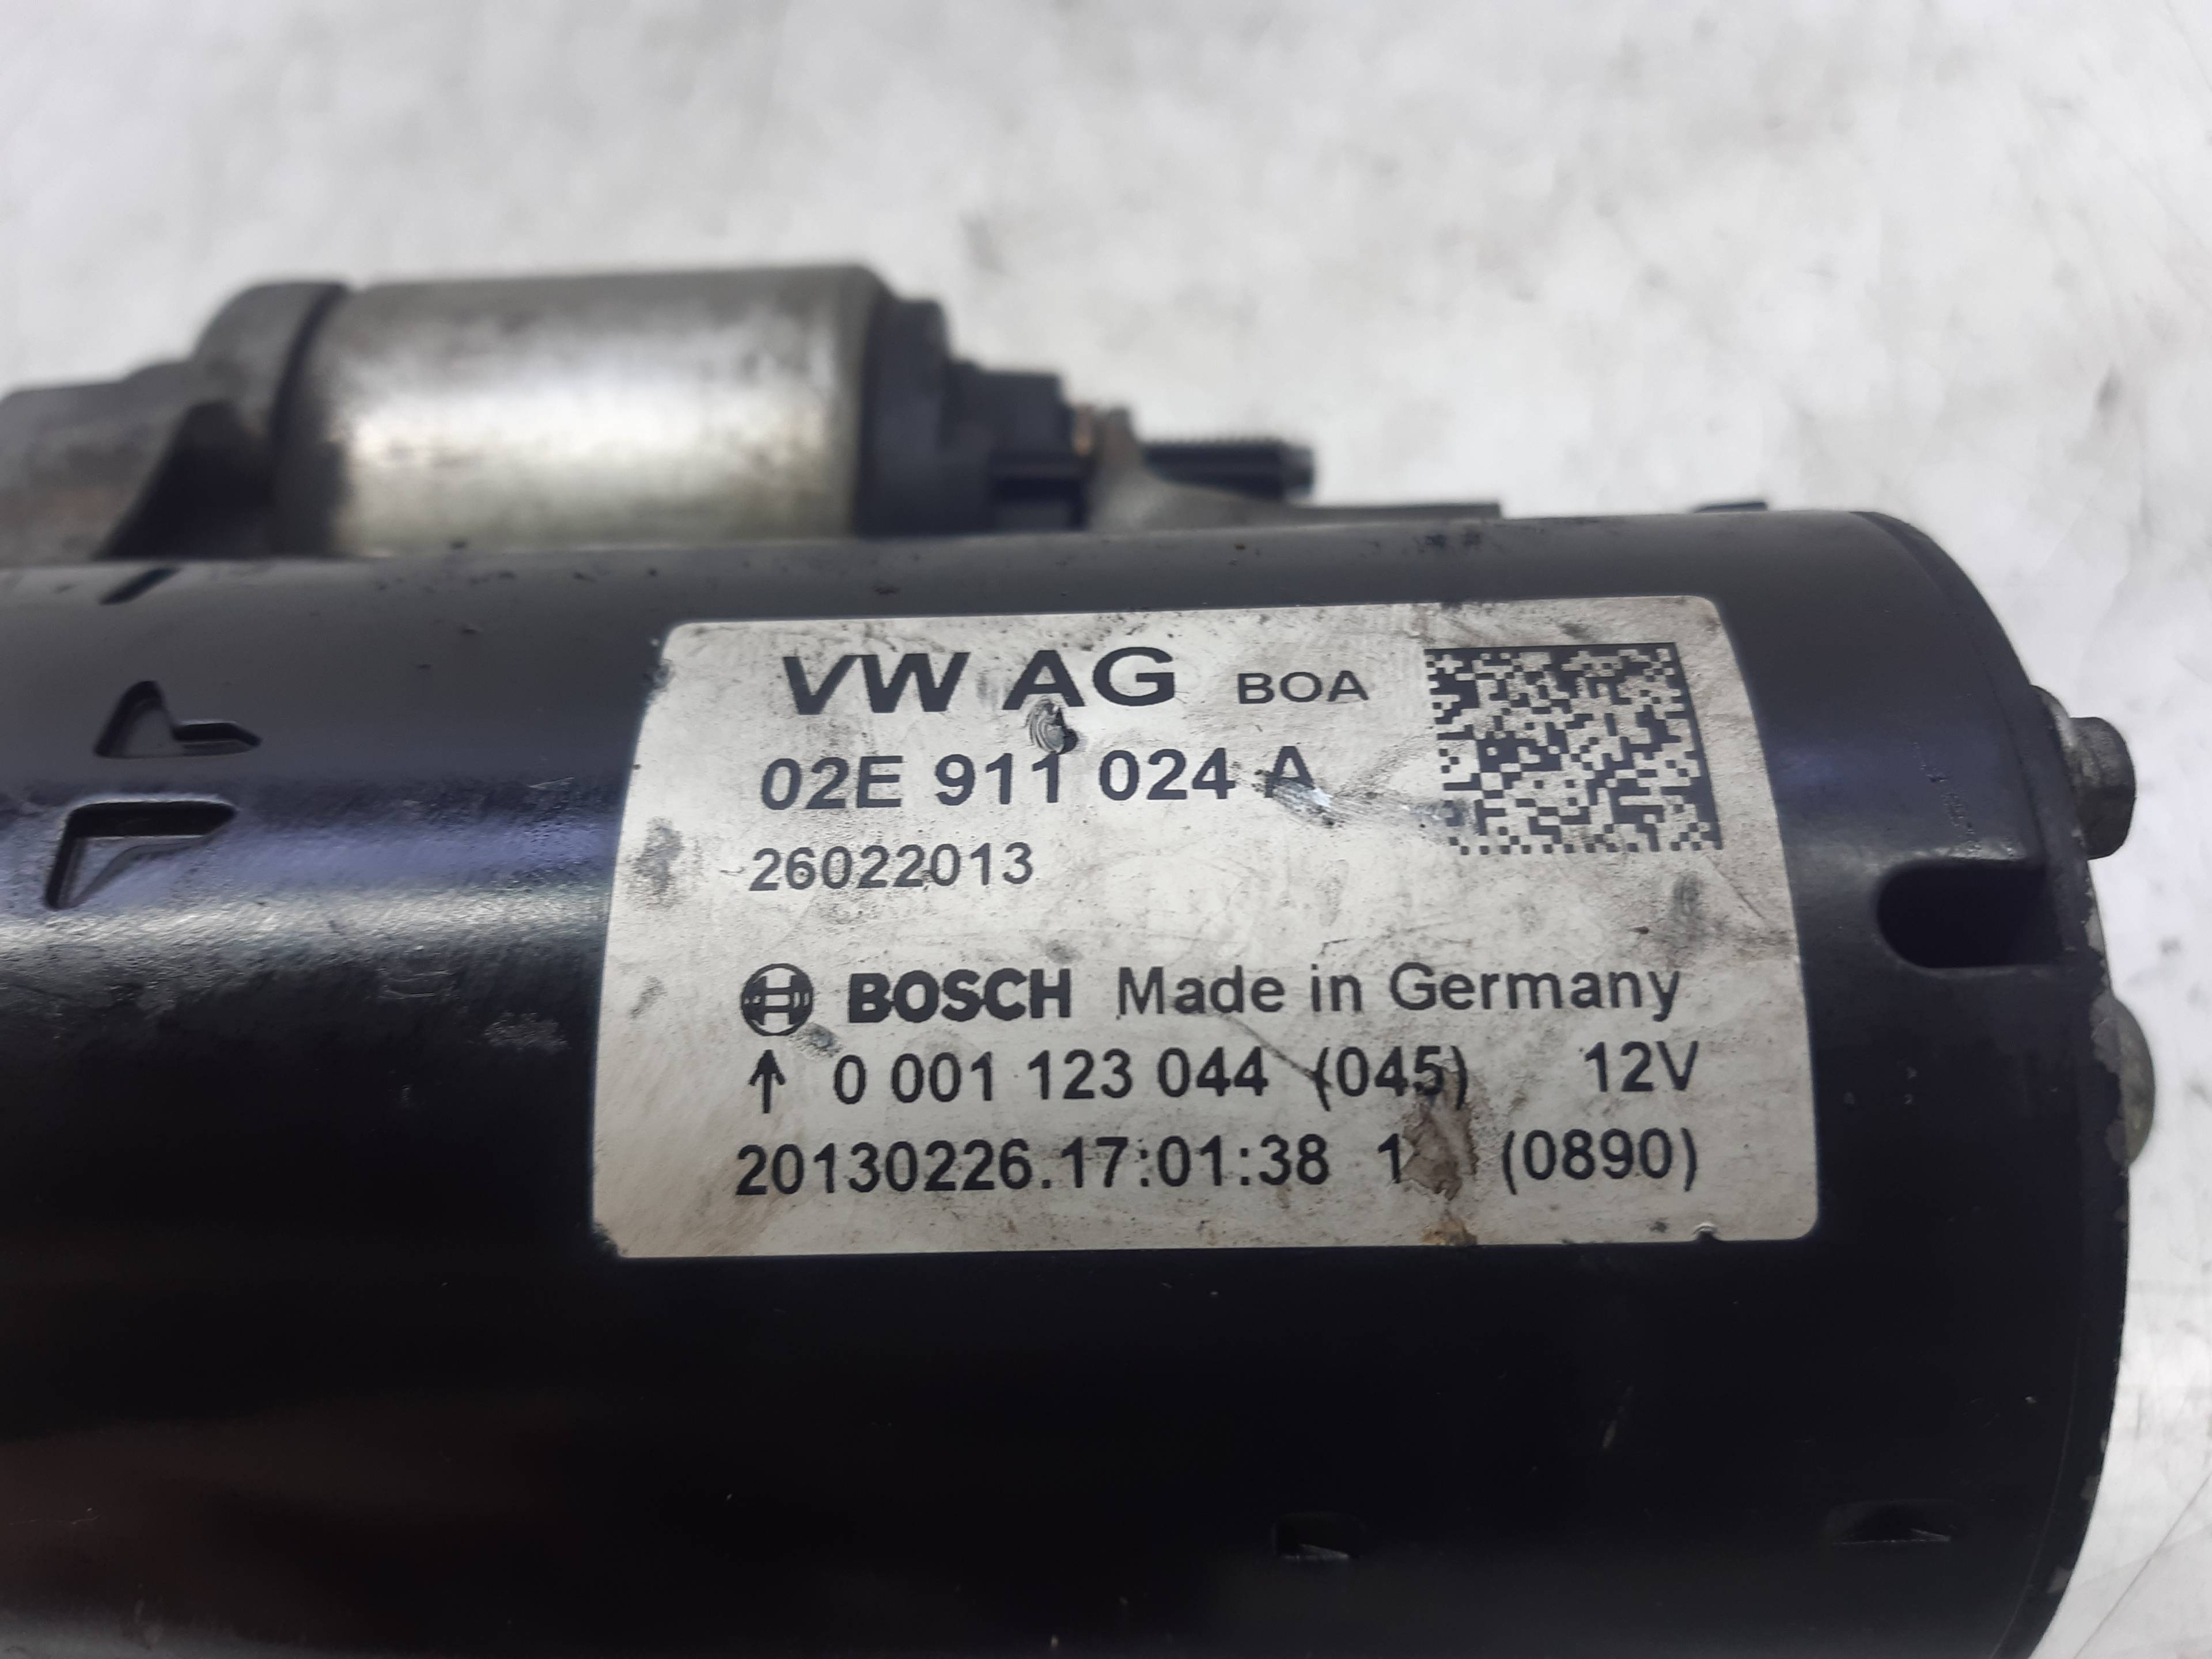 VW AG BOA
02E 911 024 A
26022013
BOSCH Made in Germany
↑ 0 001 123 044 (045) 12V
20130226.17:01:38 1 (0890)